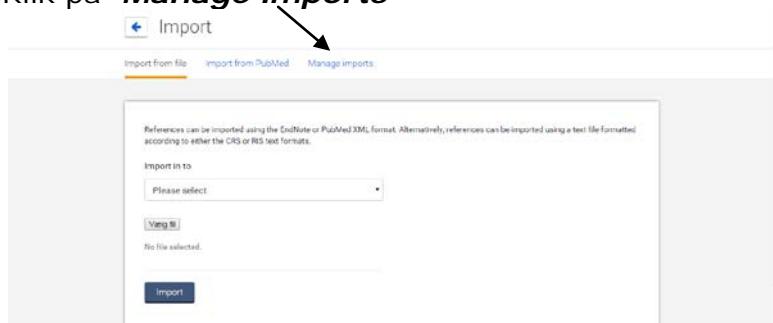 Klik på "Manage imports"
Import
Import from file Import from PubMed Manage imports
References can be imported using the EndNote or PubMed XML format. Alternatively, references can be imported using a text file formatted
according to either the CRS or RIS text formats.
Import in to
Please select
Vælg fil
No file selected.
Import